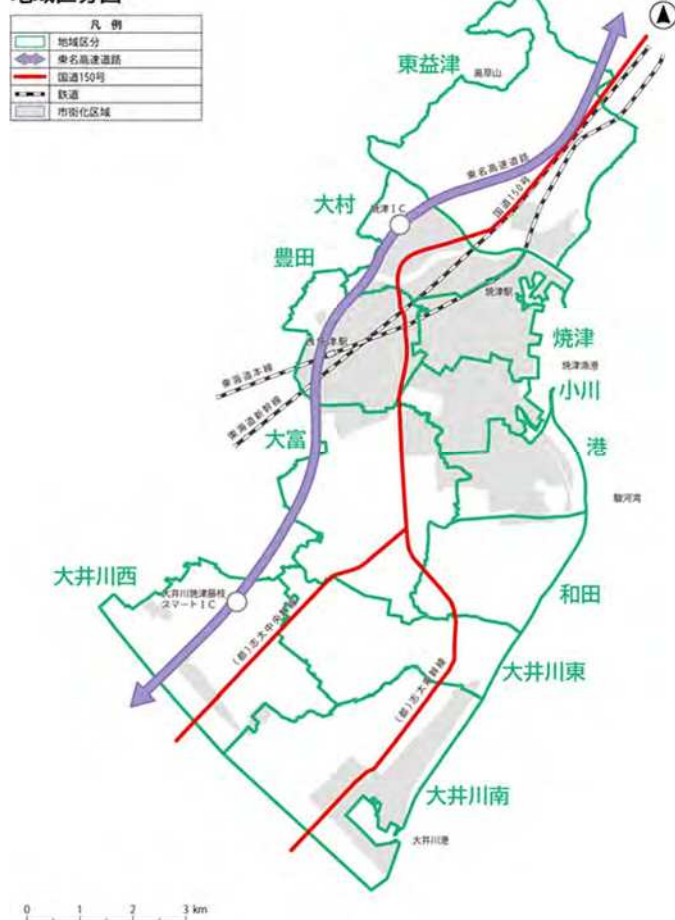 地域区分図
凡 例
地域区分
東名高速道路
国道150号
鉄道
市街化区域
東益津
高草山
東名高速道路
国道150号
大村
焼津IC
豊田
焼津駅
焼津
西焼津駅
焼津漁港
東海道本線
小川
東海道新幹線
大富
港
駿河湾
大井川西
大井川焼津藤枝
スマートIC
和田
(都)志太中央幹線
大井川東
(都)志太東幹線
大井川南
大井川港
0 1 2 3 km